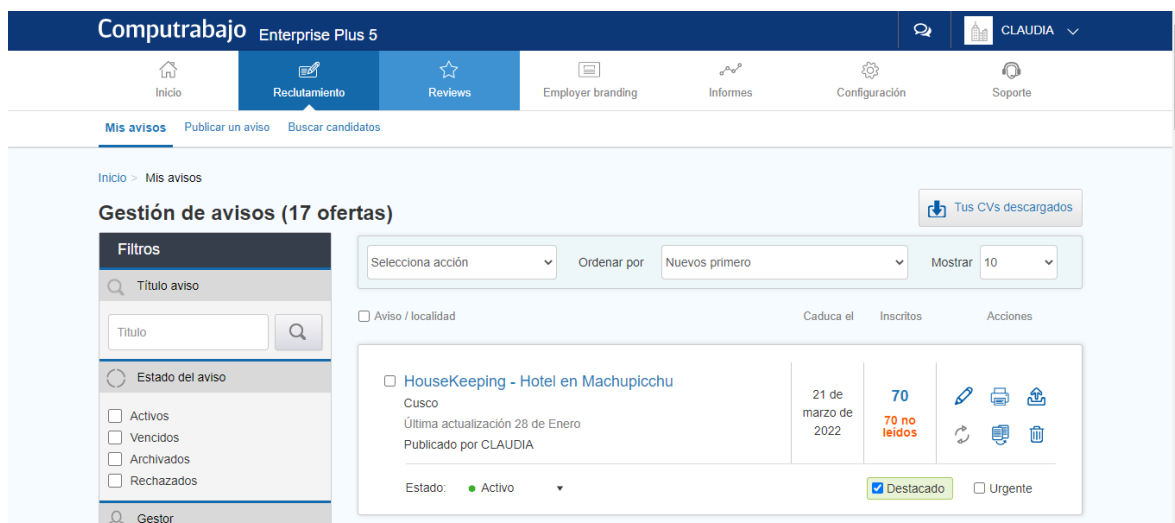 Computrabajo Enterprise Plus 5
CLAUDIA
Inicio
Reclutamiento
Reviews
Employer branding
Informes
Configuración
Soporte
Mis avisos Publicar un aviso Buscar candidatos
Inicio > Mis avisos
Gestión de avisos (17 ofertas)
Tus CVs descargados
Filtros
Título aviso
Título
Estado del aviso
Activos
Vencidos
Archivados
Rechazados
Gestor
Selecciona acción
Ordenar por Nuevos primero
Mostrar 10
Aviso / localidad
Caduca el
Inscritos
Acciones
HouseKeeping - Hotel en Machupicchu
Cusco
Última actualización 28 de Enero
Publicado por CLAUDIA
21 de
marzo de
2022
70
70 no
leídos
Estado: Activo
Destacado
Urgente